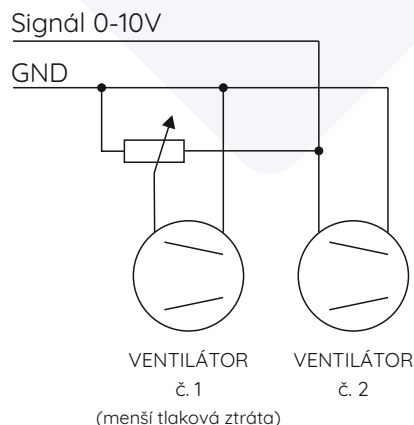 Signál 0-10V
GND
VENTILÁTOR
č. 1
(menší tlaková ztráta)
VENTILÁTOR
č. 2